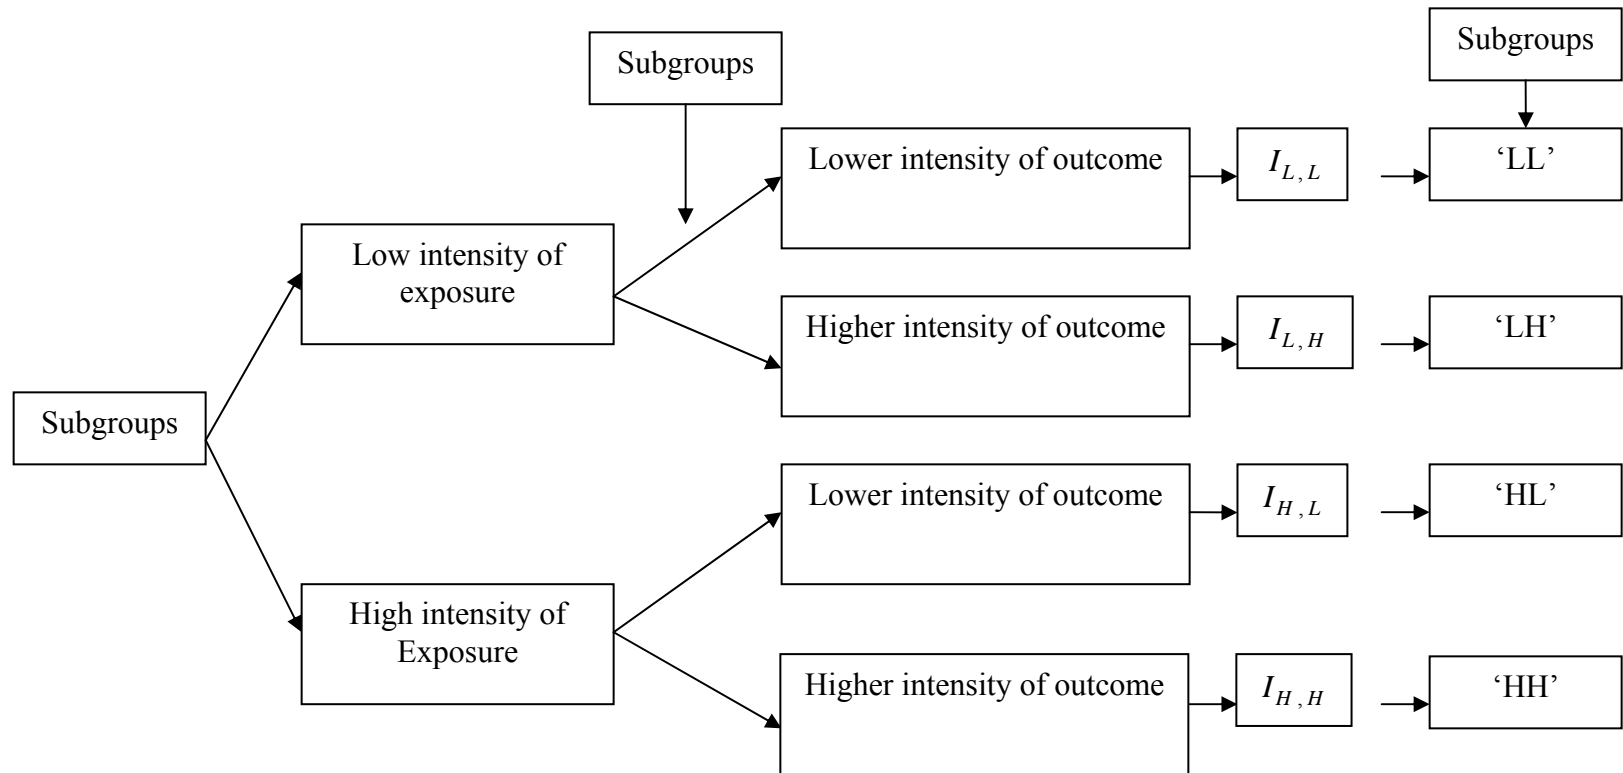 Subgroups
Subgroups
Lower intensity of outcome
I_{L,L}
‘LL’
Low intensity of
exposure
Higher intensity of outcome
I_{L,H}
‘LH’
Subgroups
Lower intensity of outcome
I_{H,L}
‘HL’
High intensity of
Exposure
Higher intensity of outcome
I_{H,H}
‘HH’